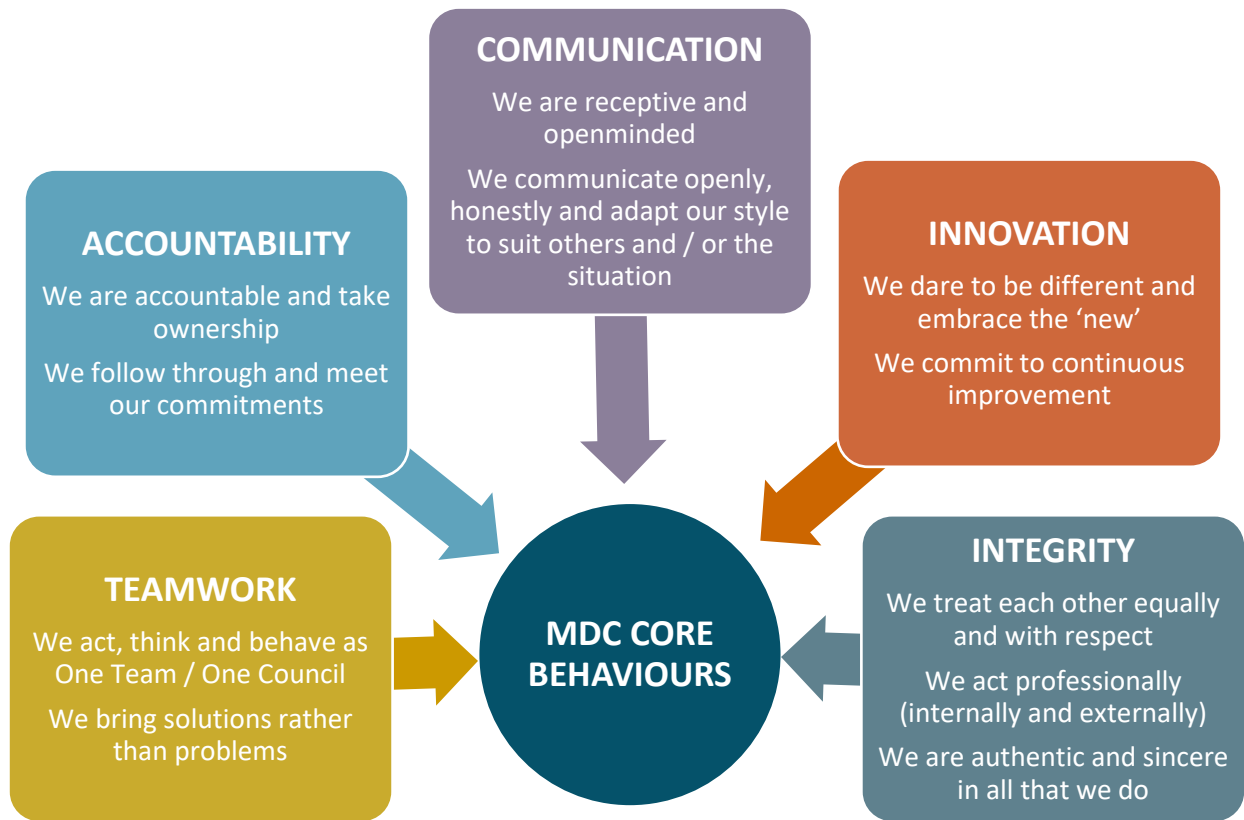 COMMUNICATION
We are receptive and
openminded
We communicate openly,
honestly and adapt our style
to suit others and / or the
situation
ACCOUNTABILITY
We are accountable and take
ownership
We follow through and meet
our commitments
INNOVATION
We dare to be different and
embrace the ‘new’
We commit to continuous
improvement
TEAMWORK
We act, think and behave as
One Team / One Council
We bring solutions rather
than problems
MDC CORE
BEHAVIOURS
INTEGRITY
We treat each other equally
and with respect
We act professionally
(internally and externally)
We are authentic and sincere
in all that we do